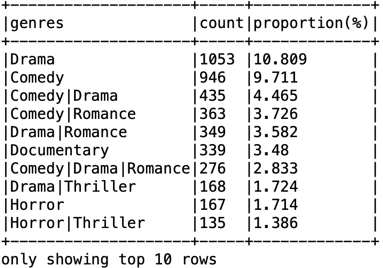 +--------------------+-----+-------------+
|genres              |count|proportion(%)|
+--------------------+-----+-------------+
|Drama               |1053 |10.809       |
|Comedy              |946  |9.711        |
|Comedy|Drama        |435  |4.465        |
|Comedy|Romance      |363  |3.726        |
|Drama|Romance       |349  |3.582        |
|Documentary         |339  |3.48         |
|Comedy|Drama|Romance|276  |2.833        |
|Drama|Thriller      |168  |1.724        |
|Horror              |167  |1.714        |
|Horror|Thriller     |135  |1.386        |
+--------------------+-----+-------------+
only showing top 10 rows